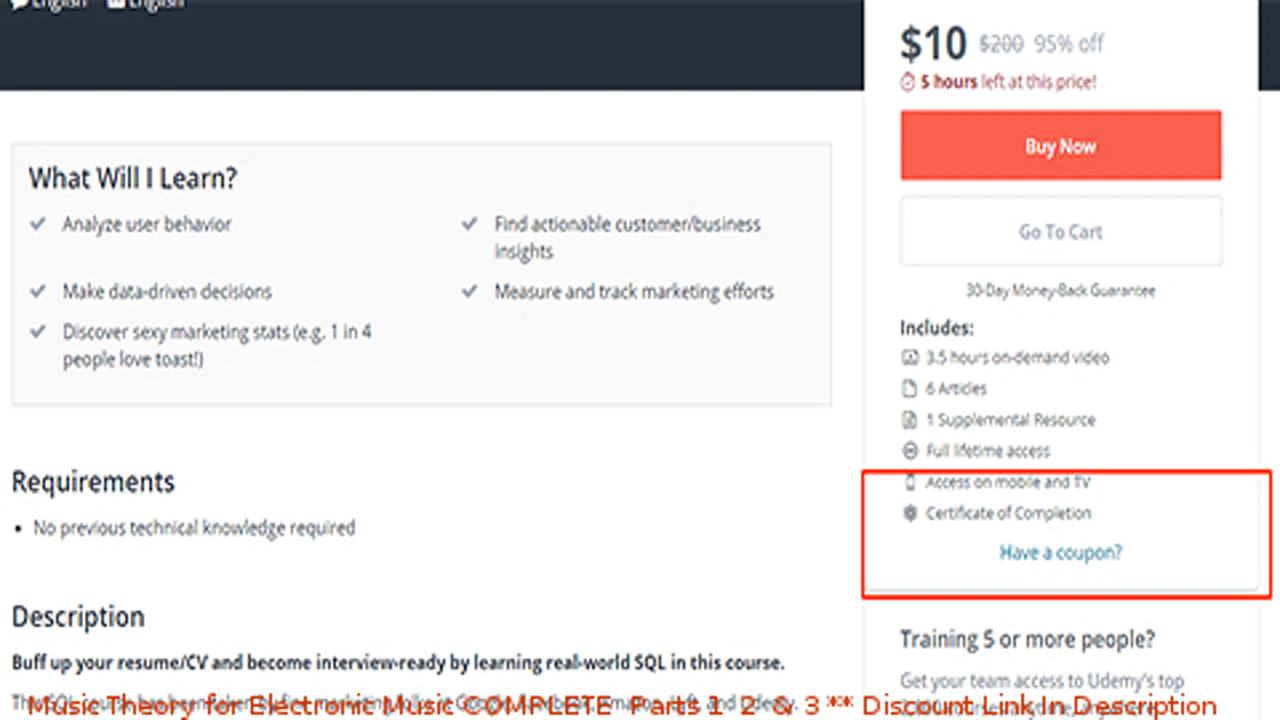 English English
$10 $200 95% off
5 hours left at this price!
Buy Now
Go To Cart
30-Day Money-Back Guarantee
Includes:
3.5 hours on-demand video
6 Articles
1 Supplemental Resource
Full lifetime access
Access on mobile and TV
Certificate of Completion
Have a coupon?
Training 5 or more people?
Get your team access to Udemy's top
What Will I Learn?
Analyze user behavior
Find actionable customer/business
insights
Make data-driven decisions
Measure and track marketing efforts
Discover sexy marketing stats (e.g. 1 in 4
people love toast!)
Requirements
• No previous technical knowledge required
Description
Buff up your resume/CV and become interview-ready by learning real-world SQL in this course.
Music Theory for Electronic Music COMPLETE Parts 1 2 & 3 ** Discount Link In Description